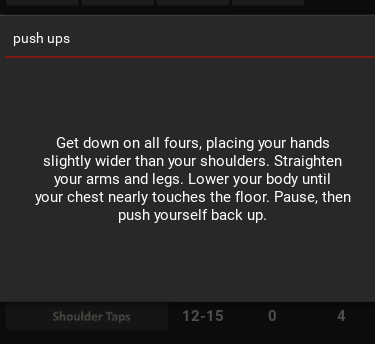 push ups
Get down on all fours, placing your hands
slightly wider than your shoulders. Straighten
your arms and legs. Lower your body until
your chest nearly touches the floor. Pause, then
push yourself back up.
Shoulder Taps 12-15 0 4